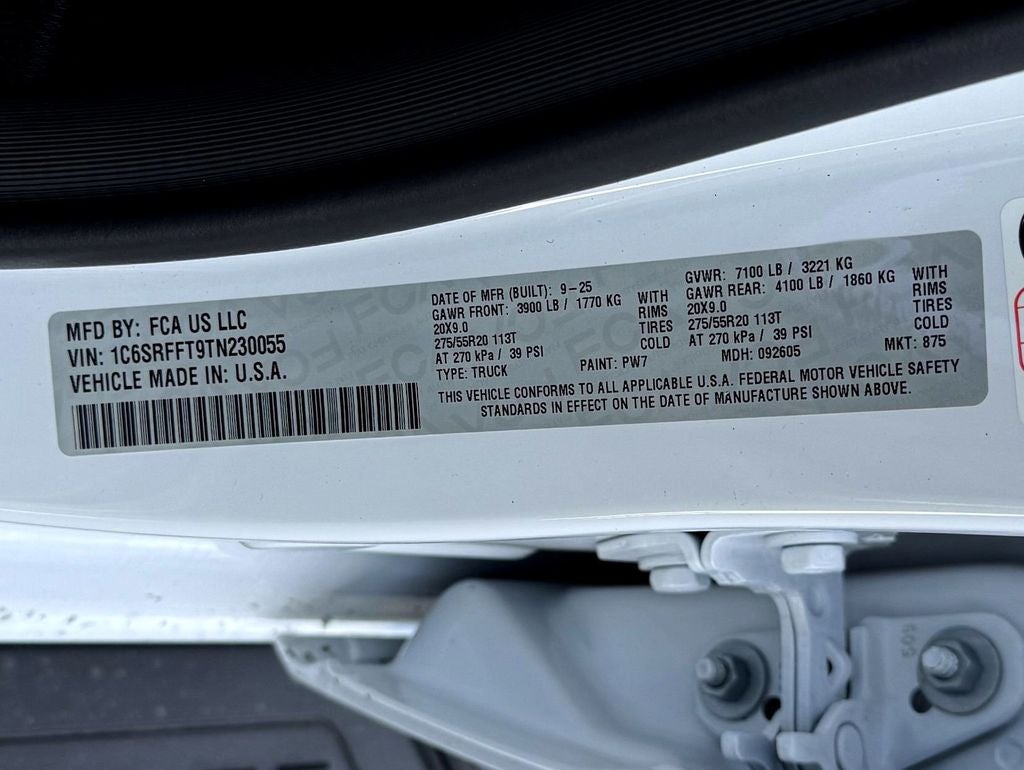 MFD BY: FCA US LLC
VIN: 1C6SRFFT9TN230055
VEHICLE MADE IN: U.S.A.
DATE OF MFR (BUILT): 9-25
GAWR FRONT: 3900 LB / 1770 KG WITH
20X9.0 RIMS
275/55R20 113T TIRES
AT 270 kPa / 39 PSI COLD
TYPE: TRUCK PAINT: PW7
GVWR: 7100 LB / 3221 KG
GAWR REAR: 4100 LB / 1860 KG WITH
20X9.0 RIMS
275/55R20 113T TIRES
AT 270 kPa / 39 PSI COLD
MDH: 092605 MKT: 875
THIS VEHICLE CONFORMS TO ALL APPLICABLE U.S.A. FEDERAL MOTOR VEHICLE SAFETY
STANDARDS IN EFFECT ON THE DATE OF MANUFACTURE SHOWN ABOVE.